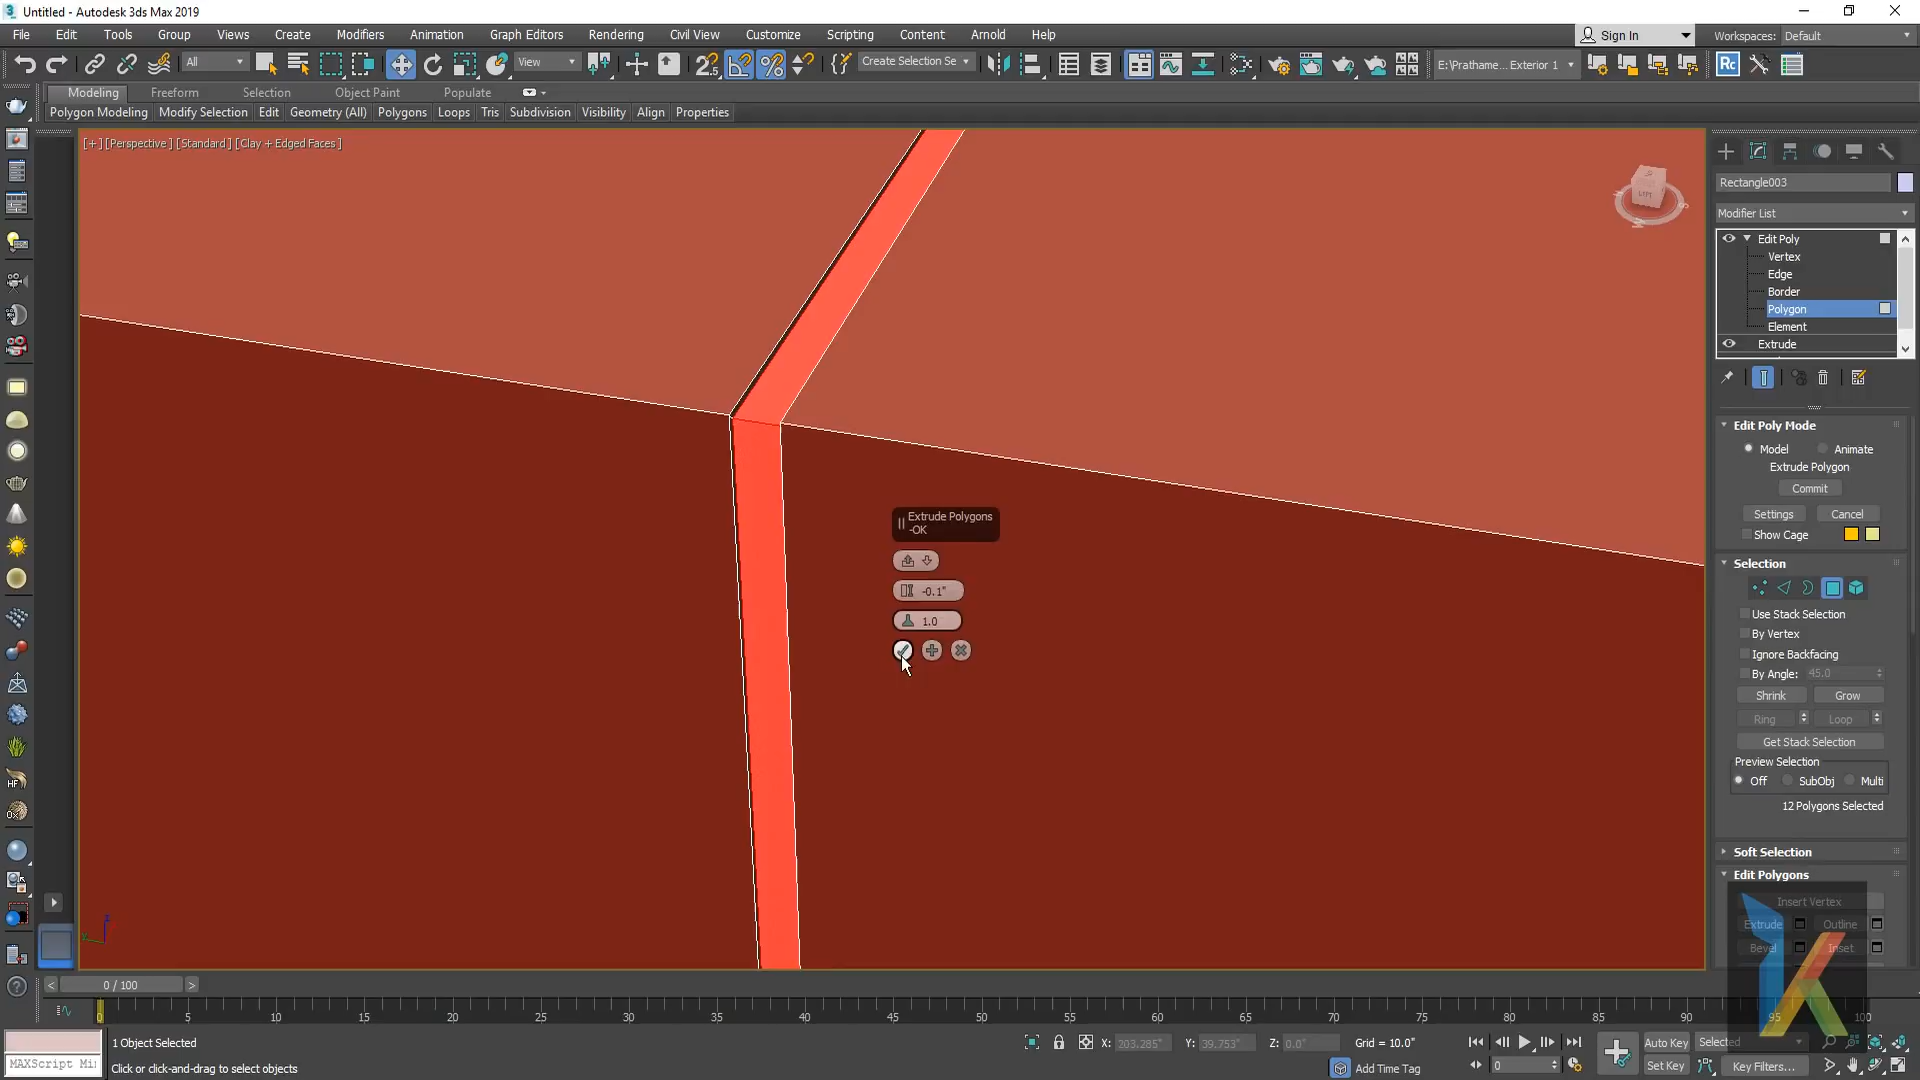 Untitled - Autodesk 3ds Max 2019
File Edit Tools Group Views Create Modifiers Animation Graph Editors Rendering Civil View Customize Scripting Content Arnold Help
Sign In Workspaces: Default
All View Create Selection Se E:\Prathame... Exterior 1
Modeling Freeform Selection Object Paint Populate
Polygon Modeling Modify Selection Edit Geometry (All) Polygons Loops Tris Subdivision Visibility Align Properties
[+] [Perspective] [Standard] [Clay + Edged Faces]
Rectangle003
Modifier List
Edit Poly
Vertex
Edge
Border
Polygon
Element
Extrude
Edit Poly Mode
Model Animate
Extrude Polygon
Commit
Settings Cancel
Show Cage
Selection
Use Stack Selection
By Vertex
Ignore Backfacing
By Angle: 45.0
Shrink Grow
Ring Loop
Get Stack Selection
Preview Selection
Off SubObj Multi
12 Polygons Selected
Soft Selection
Edit Polygons
Insert Vertex
Extrude Outline
Bevel Inset
Extrude Polygons
-OK
-0.1"
1.0
0 / 100
0 5 10 15 20 25 30 35 40 45 50 55 60 65 70 75 80 85 90 95 100
1 Object Selected
X: 203.285" Y: 39.753" Z: 0.0" Grid = 10.0"
Auto Key Selected
MAXScript Mi
Click or click-and-drag to select objects
Add Time Tag
0
Set Key Key Filters...